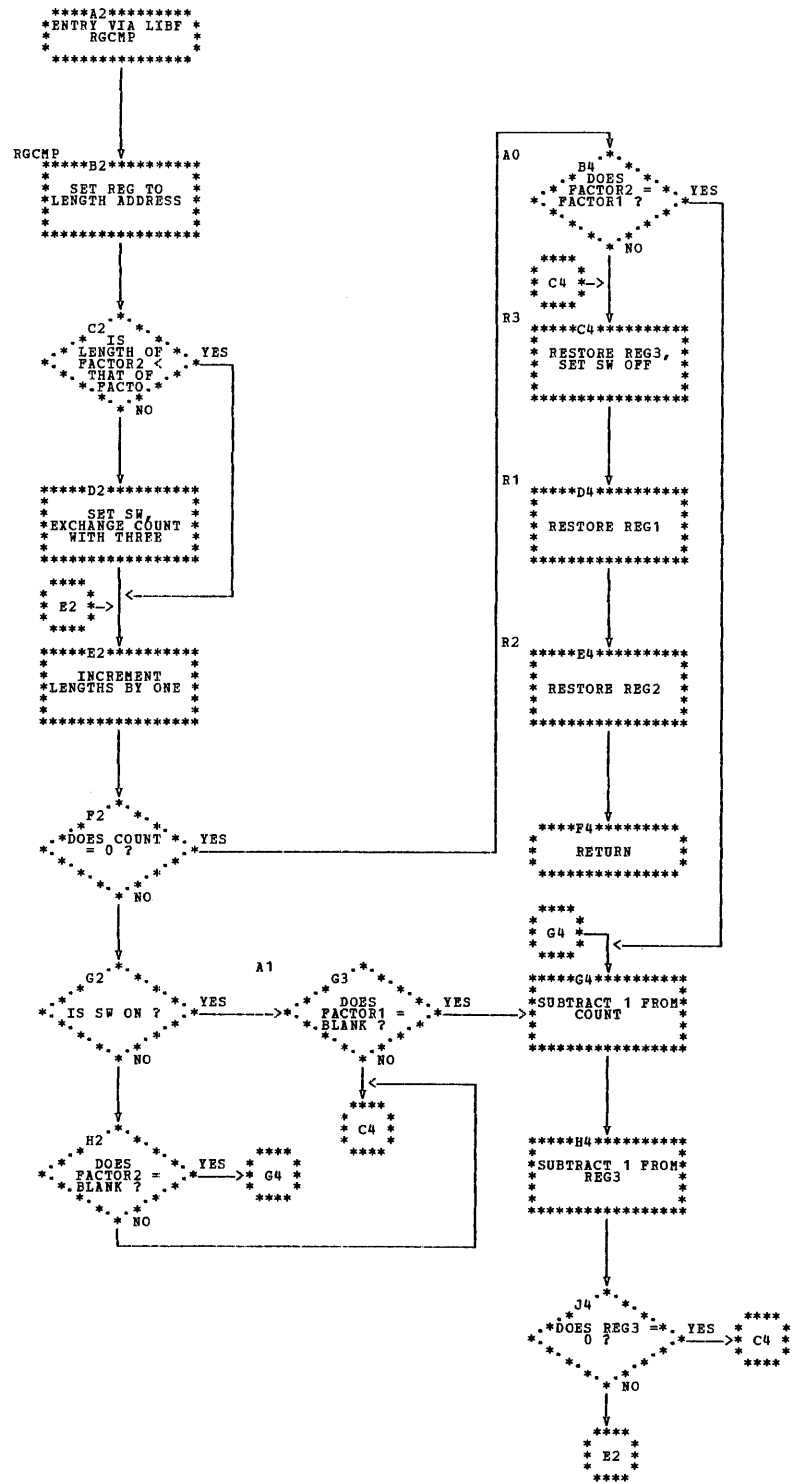 A2
ENTRY VIA LIBF
RGCMP
RGCMP
B2
SET REG TO
LENGTH ADDRESS
C2
IS
LENGTH OF
FACTOR2 <
THAT OF
FACTO.
YES
NO
D2
SET SW,
EXCHANGE COUNT
WITH THREE
E2
E2
INCREMENT
LENGTHS BY ONE
F2
DOES COUNT
= 0 ?
YES
NO
G2
IS SW ON ?
YES
NO
H2
DOES
FACTOR2 =
BLANK ?
YES
G4
NO
A1
G3
DOES
FACTOR1 =
BLANK ?
YES
NO
C4
A0
B4
DOES
FACTOR2 =
FACTOR1 ?
YES
NO
C4
R3
C4
RESTORE REG3,
SET SW OFF
R1
D4
RESTORE REG1
R2
E4
RESTORE REG2
F4
RETURN
G4
G4
SUBTRACT 1 FROM
COUNT
H4
SUBTRACT 1 FROM
REG3
J4
DOES REG3 =
0 ?
YES
C4
NO
E2